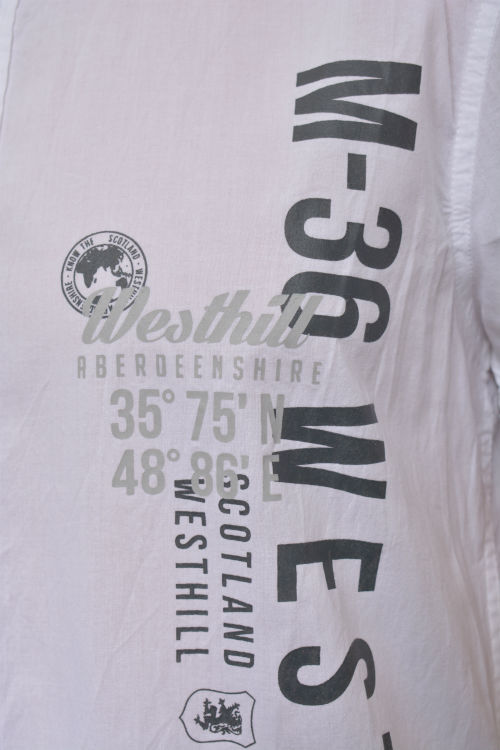 M-36 WES
KNOW THE SCOTLAND
Westhill
ABERDEENSHIRE
35° 75' N
48° 86' E
SCOTLAND
WESTHILL